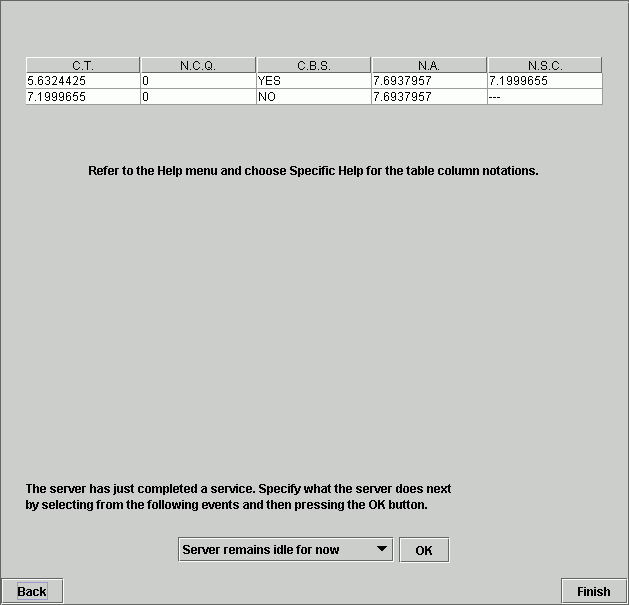 C.T. N.C.Q. C.B.S. N.A. N.S.C.
5.6324425 0 YES 7.6937957 7.1999655
7.1999655 0 NO 7.6937957 ---
Refer to the Help menu and choose Specific Help for the table column notations.
The server has just completed a service. Specify what the server does next
by selecting from the following events and then pressing the OK button.
Server remains idle for now OK
Back Finish